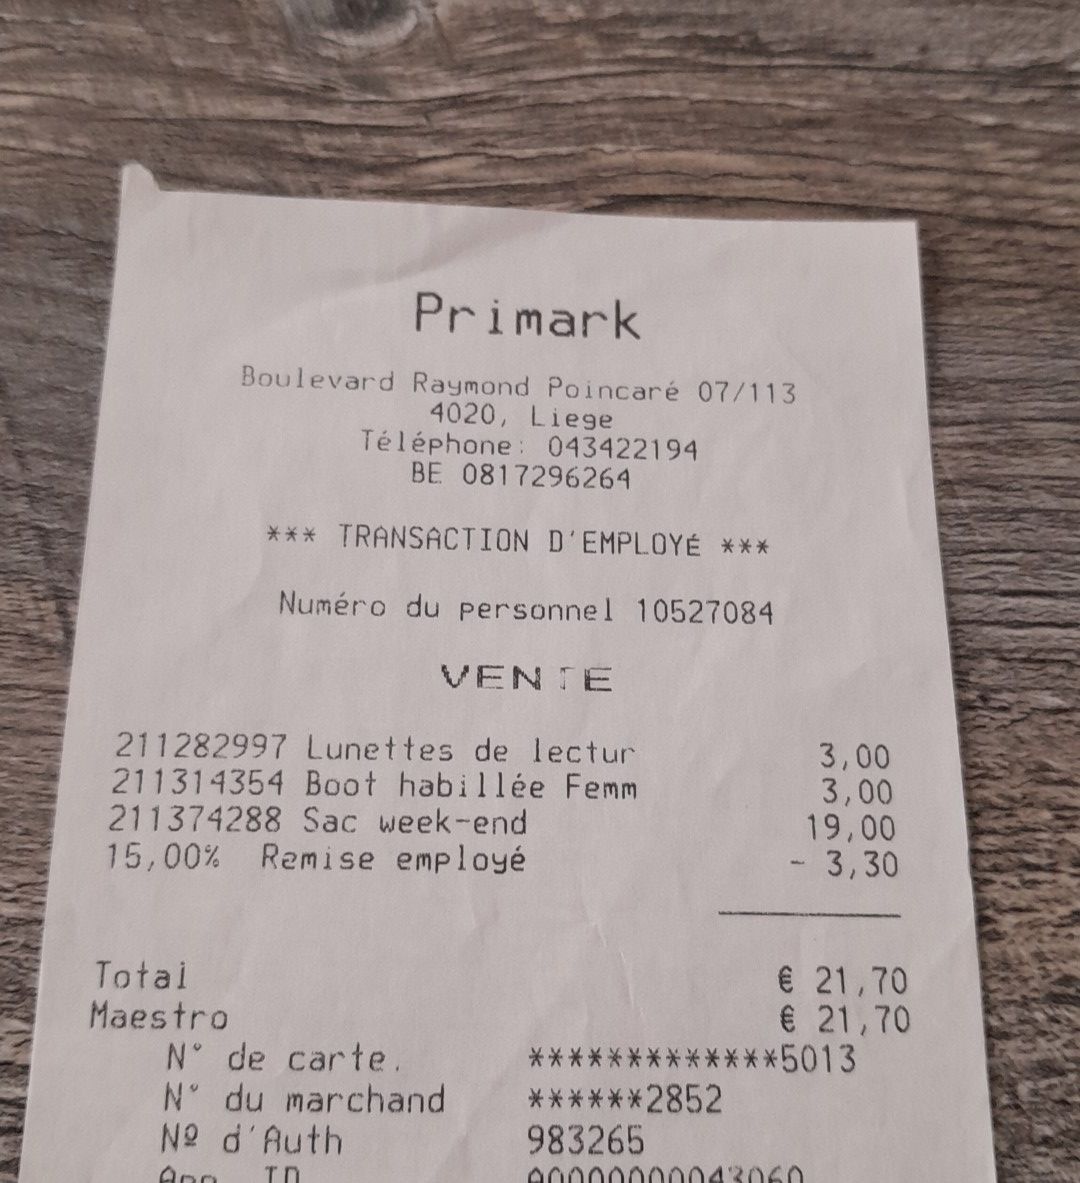 Primark
Boulevard Raymond Poincaré 07/113
4020, Liege
Téléphone: 043422194
BE 0817296264
*** TRANSACTION D'EMPLOYÉ ***
Numéro du personnel 10527084
VENTE
211282997 Lunettes de lectur 3,00
211314354 Boot habillée Femm 3,00
211374288 Sac week-end 19,00
15,00% Remise employé - 3,30
Total € 21,70
Maestro € 21,70
N° de carte. *************5013
N° du marchand ******2852
Nº d'Auth 983265
App. ID A0000000043060